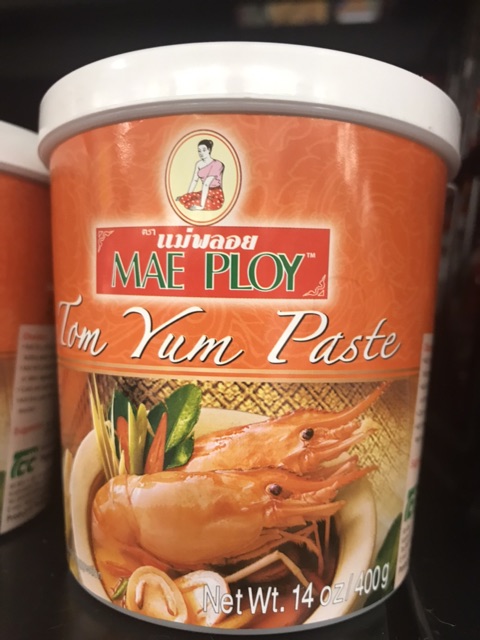 ตราแม่พลอย
MAE PLOY™
Tom Yum Paste
Net Wt. 14 oz/400g
TCC